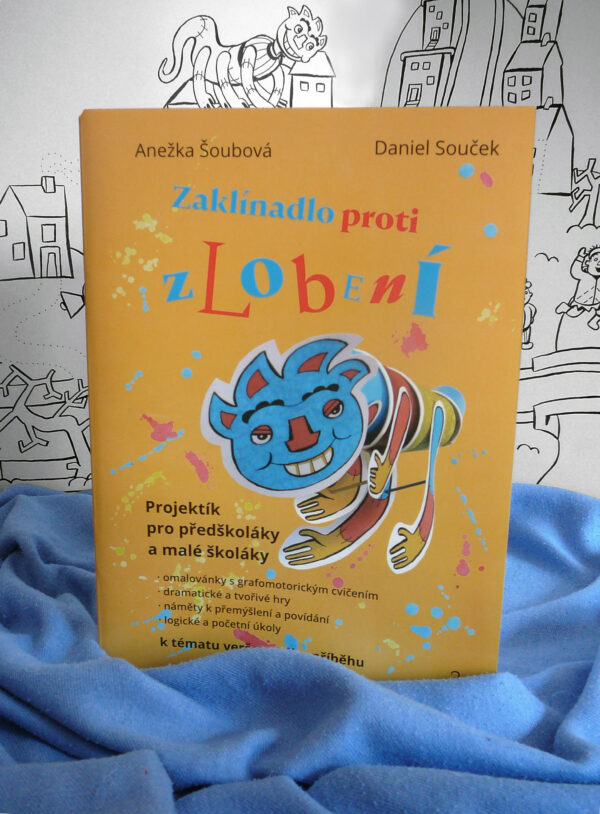 Anežka Šoubová
Daniel Souček
Zaklínadlo proti
zLobEní
Projektík
pro předškoláky
a malé školáky
· omalovánky s grafomotorickým cvičením
· dramatické a tvořivé hry
· náměty k přemýšlení a povídání
· logické a početní úkoly
k tématu